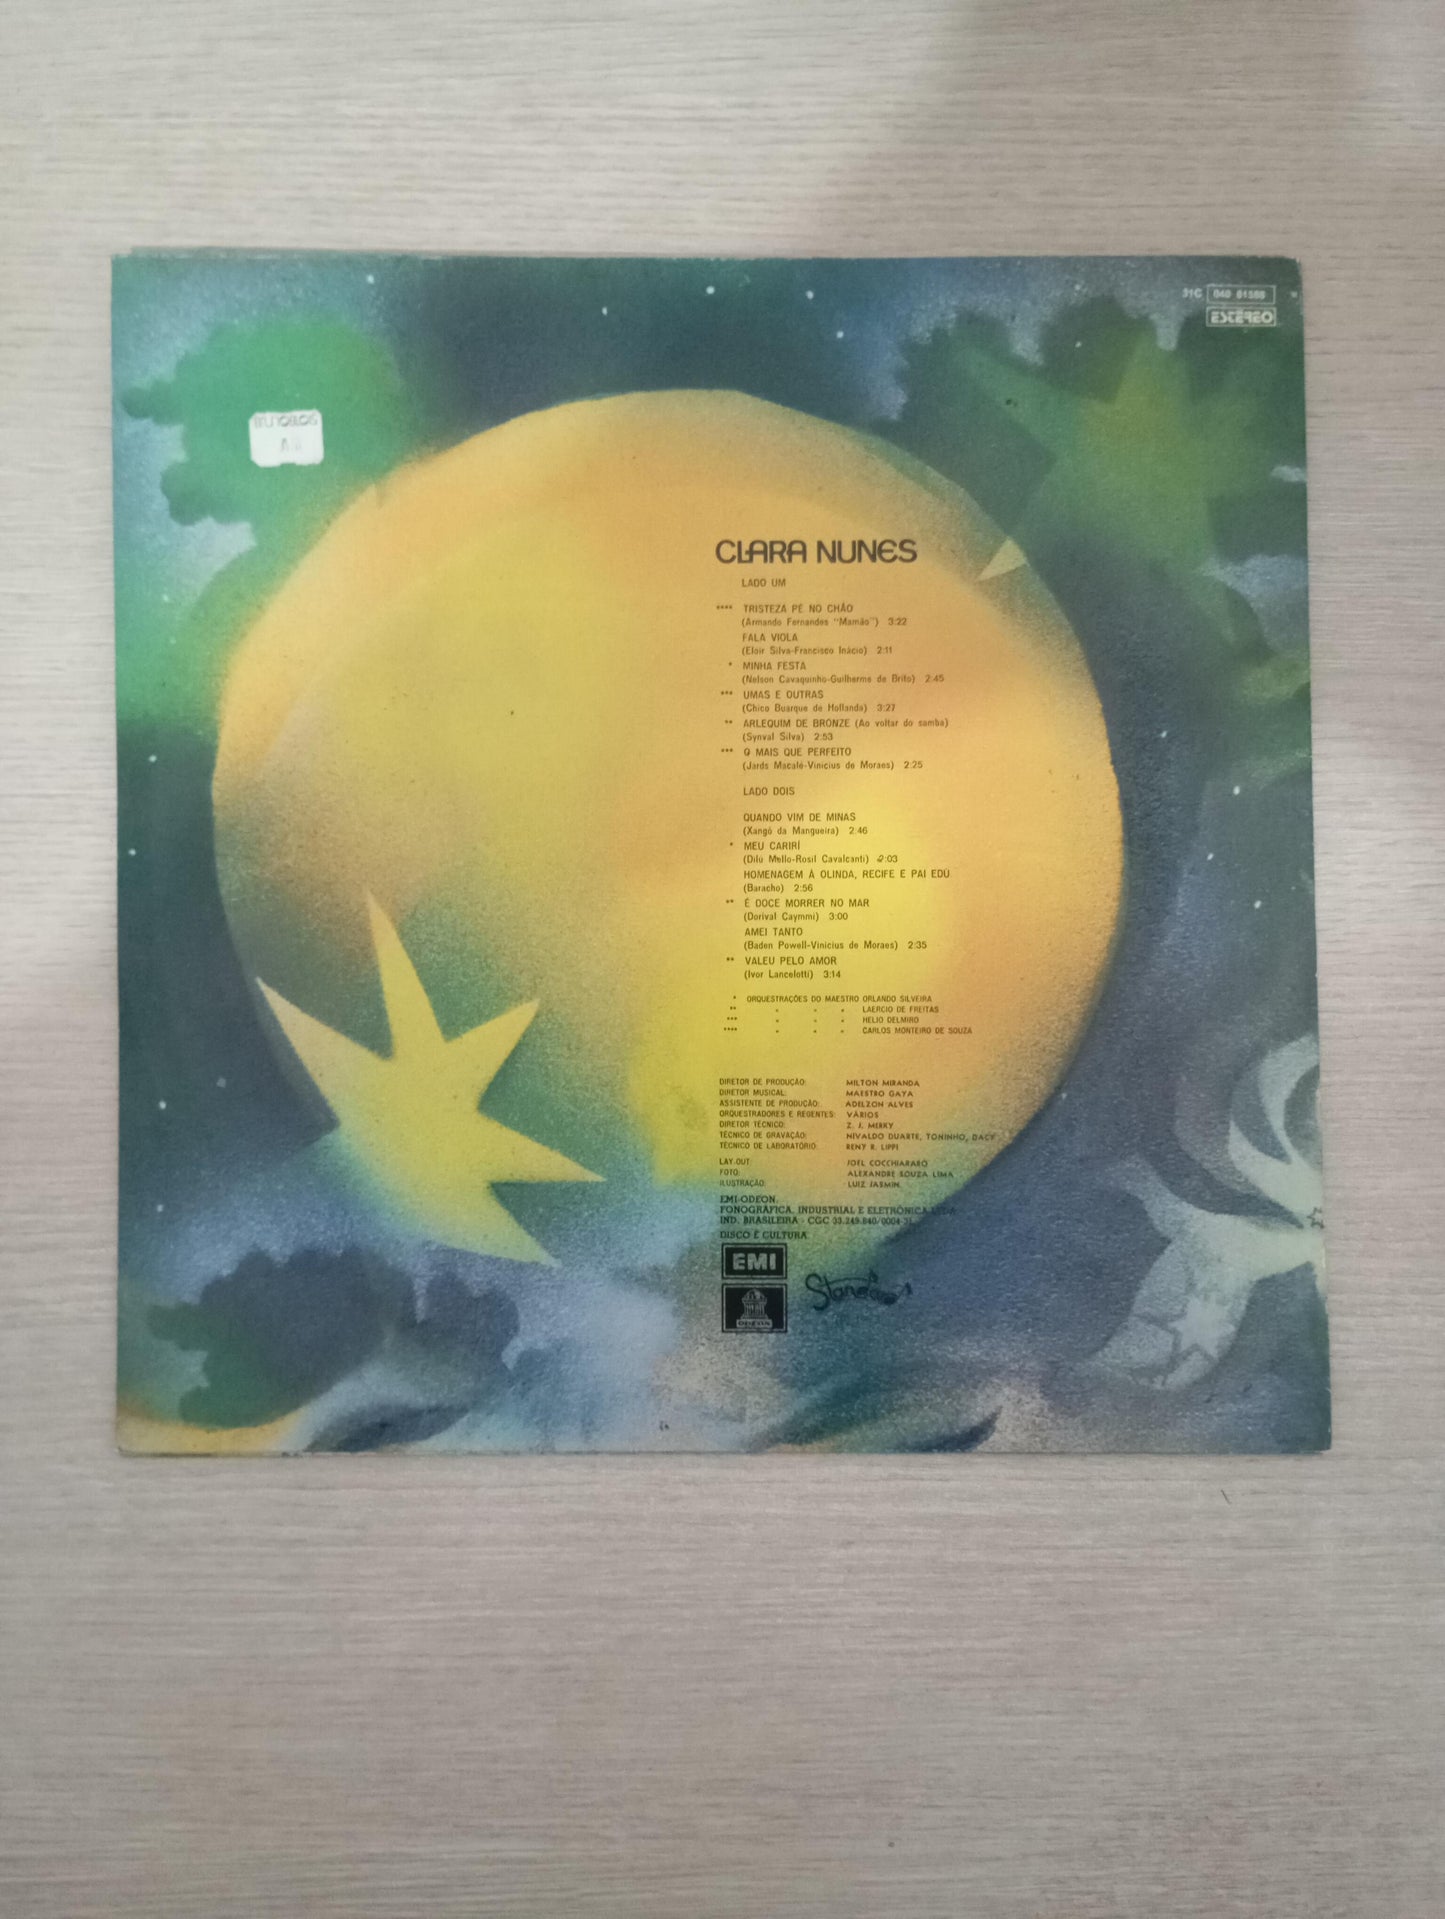 31C
ESTÉREO
CLARA NUNES
LADO UM
**** TRISTEZA PÉ NO CHÃO
(Armando Fernandes "Mamão") 3:22
FALA VIOLA
(Eloir Silva-Francisco Inácio) 2:11
* MINHA FESTA
(Nelson Cavaquinho-Guilherme de Brito) 2:45
*** UMAS E OUTRAS
(Chico Buarque de Hollanda) 3:27
** ARLEQUIM DE BRONZE (Ao voltar do samba)
(Synval Silva) 2:53
*** O MAIS QUE PERFEITO
(Jards Macalé-Vinicius de Moraes) 2:25
LADO DOIS
QUANDO VIM DE MINAS
(Xangô da Mangueira) 2:46
* MEU CARIRÍ
(Dilú Mello-Rosil Cavalcanti) 2:03
HOMENAGEM À OLINDA, RECIFE E PAI EDÚ
(Baracho) 2:56
** É DOCE MORRER NO MAR
(Dorival Caymmi) 3:00
AMEI TANTO
(Baden Powell-Vinicius de Moraes) 2:35
** VALEU PELO AMOR
(Ivor Lancelotti) 3:14
* ORQUESTRAÇÕES DO MAESTRO ORLANDO SILVEIRA
** " " " LAERCIO DE FREITAS
*** " " " HELIO DELMIRO
**** " " " CARLOS MONTEIRO DE SOUZA
DIRETOR DE PRODUÇÃO: MILTON MIRANDA
DIRETOR MUSICAL: MAESTRO GAYA
ASSISTENTE DE PRODUÇÃO: ADELZON ALVES
ORQUESTRADORES E REGENTES: VÁRIOS
DIRETOR TÉCNICO: Z. J. MERKY
TÉCNICO DE GRAVAÇÃO: NIVALDO DUARTE, TONINHO, DACY
TÉCNICO DE LABORATÓRIO: RENY R. LIPPI
LAY-OUT: JOEL COCCHIARARO
FOTO: ALEXANDRE SOUZA LIMA
ILUSTRAÇÃO: LUIZ JASMIN
EMI-ODEON
FONOGRÁFICA, INDUSTRIAL E ELETRÔNICA LTDA
IND. BRASILEIRA - CGC 33.249.640/0004
DISCO É CULTURA
EMI
ODEON